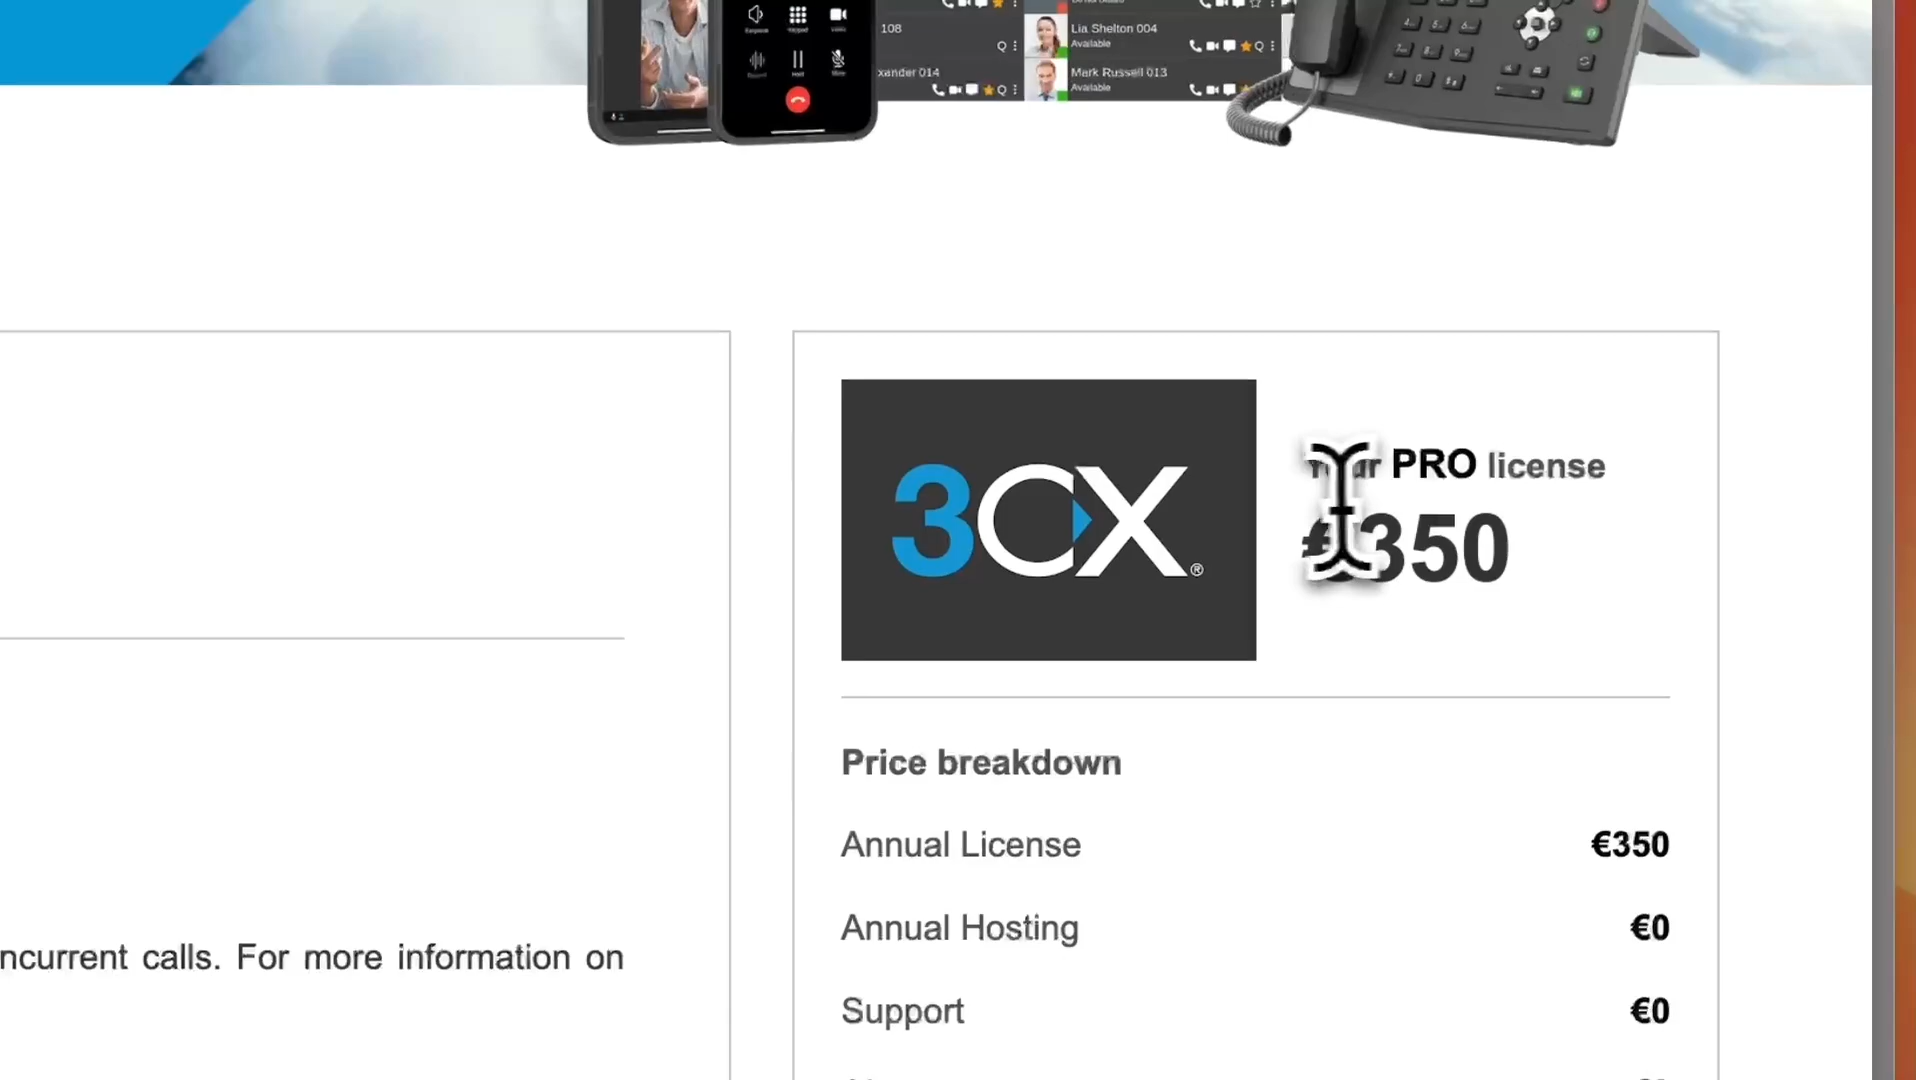 108
Lia Shelton 004
Available
xander 014
Mark Russell 013
Available
3CX®
Your PRO license
€350
Price breakdown
Annual License €350
Annual Hosting €0
ncurrent calls. For more information on
Support €0